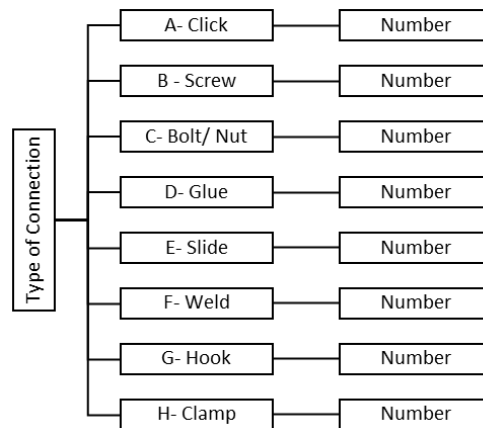 Type of Connection
A- Click
Number
B - Screw
Number
C- Bolt/ Nut
Number
D- Glue
Number
E- Slide
Number
F- Weld
Number
G- Hook
Number
H- Clamp
Number